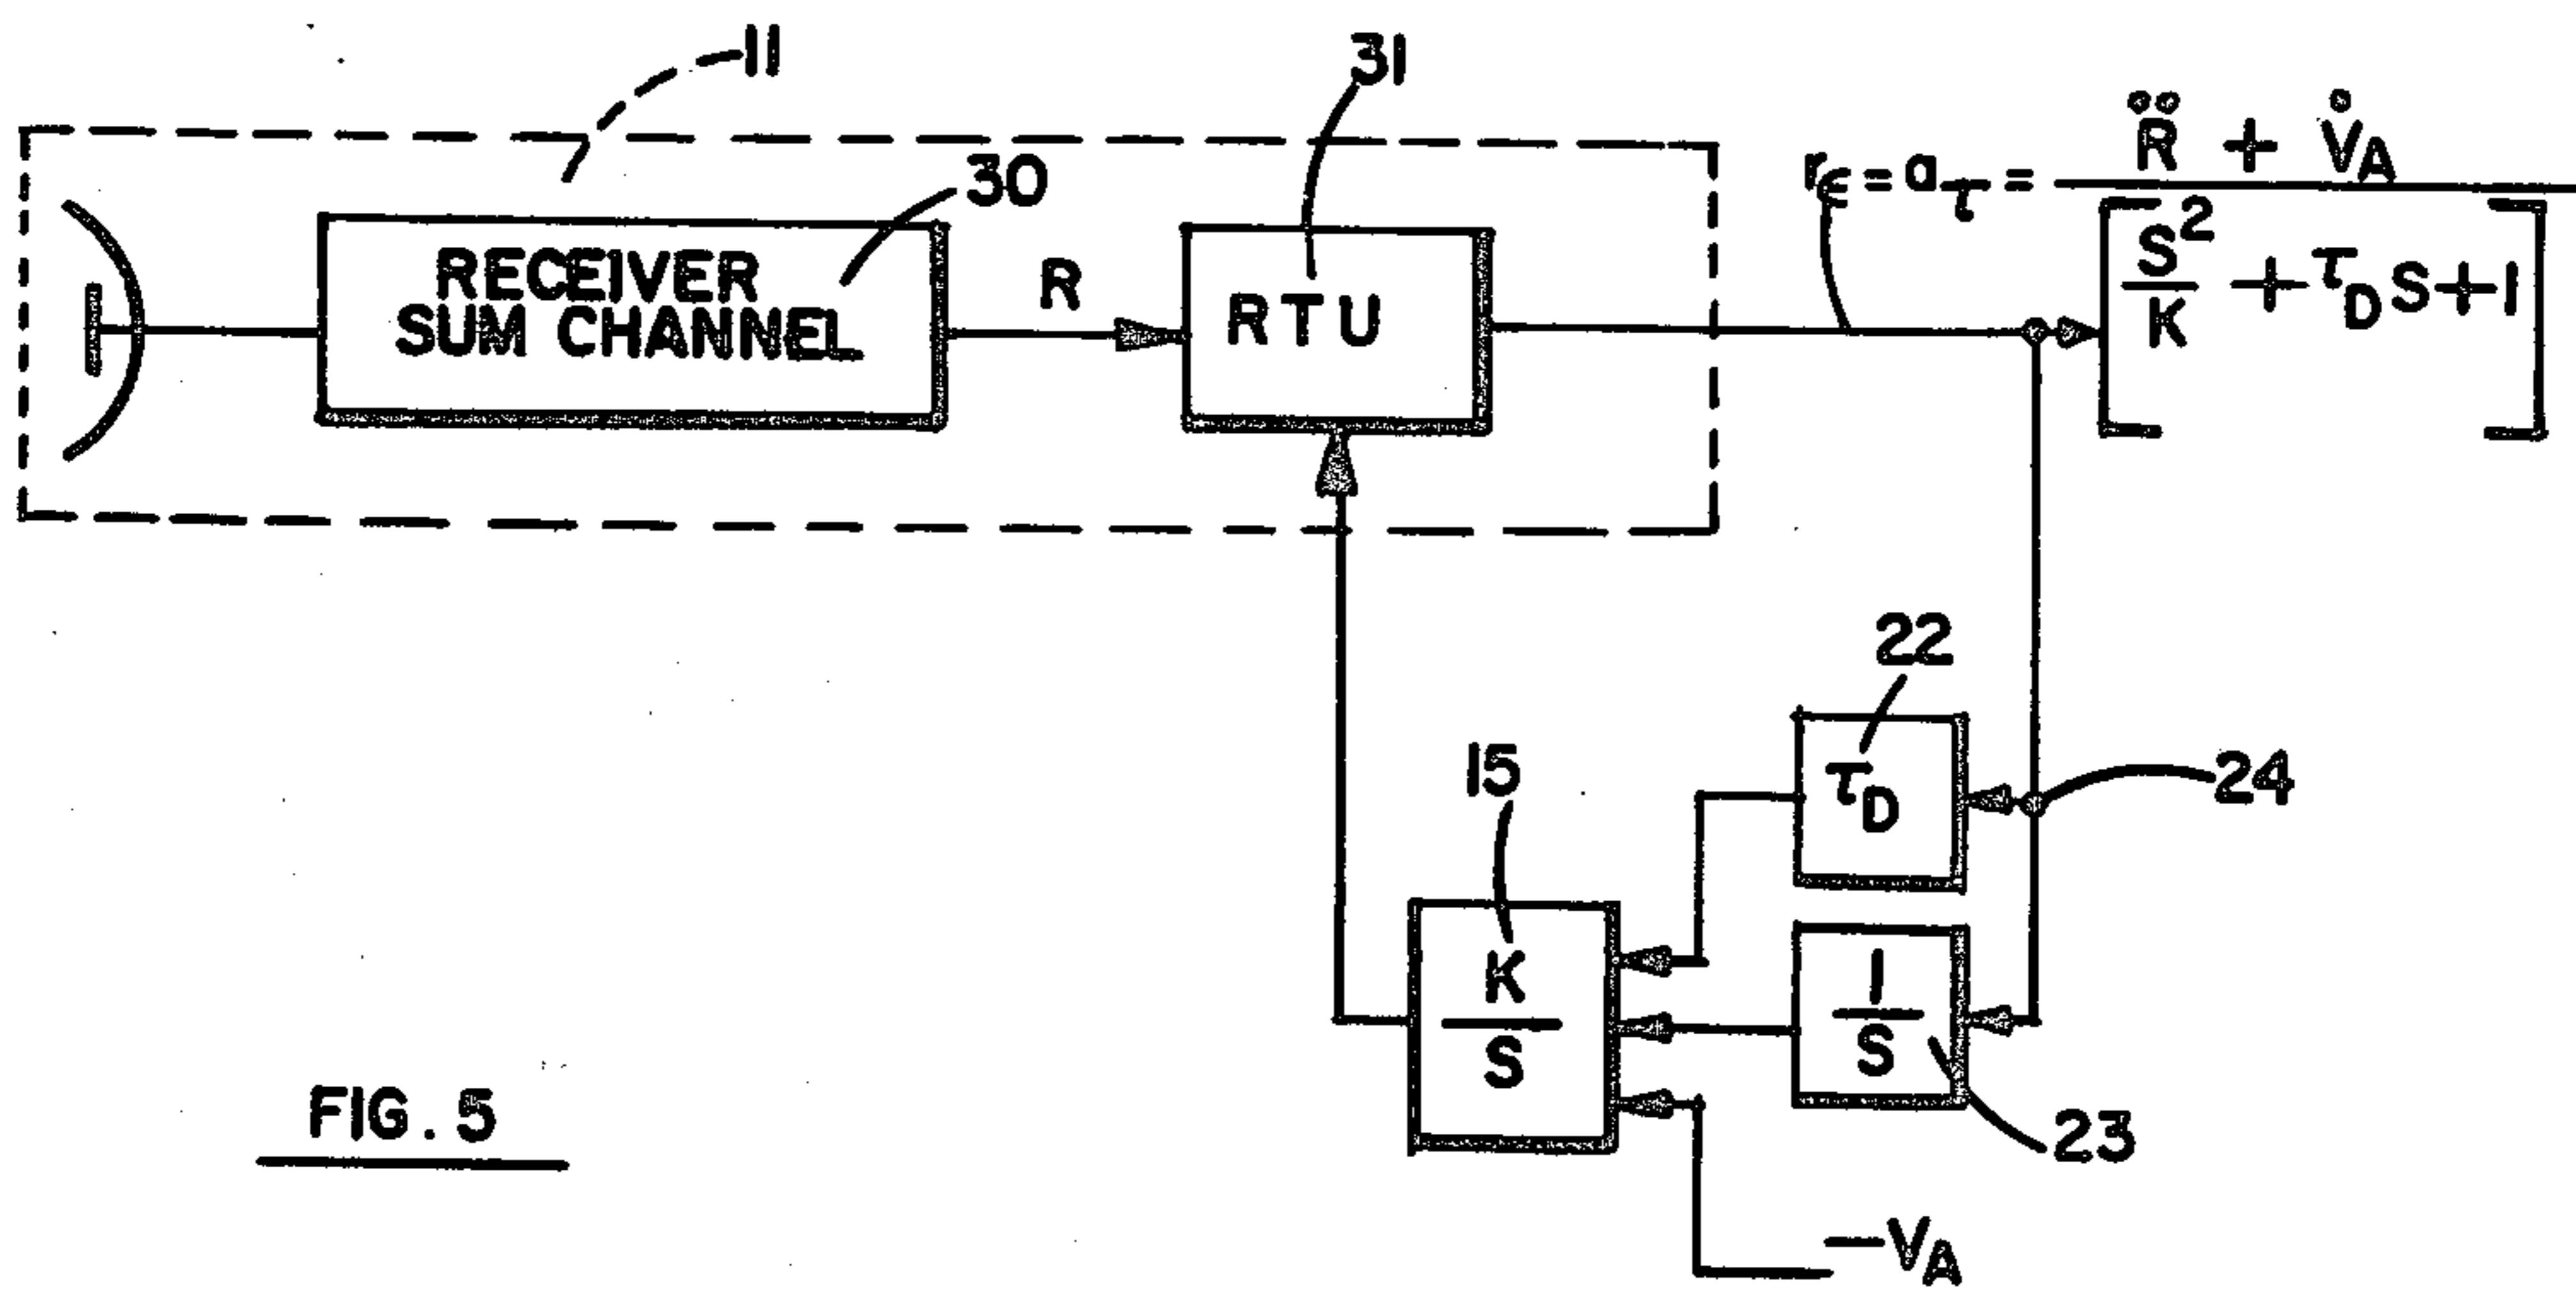 11
31
30
RECEIVER
SUM CHANNEL
R
RTU
rϵ = aτ = R̈ + V̇A
[S²/K + τD S + 1]
22
τD
24
15
K/S
1/S
23
−VA
FIG. 5